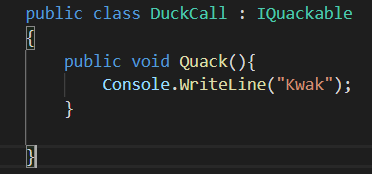 public class DuckCall : IQuackable
{
public void Quack(){
Console.WriteLine("Kwak");
}
}